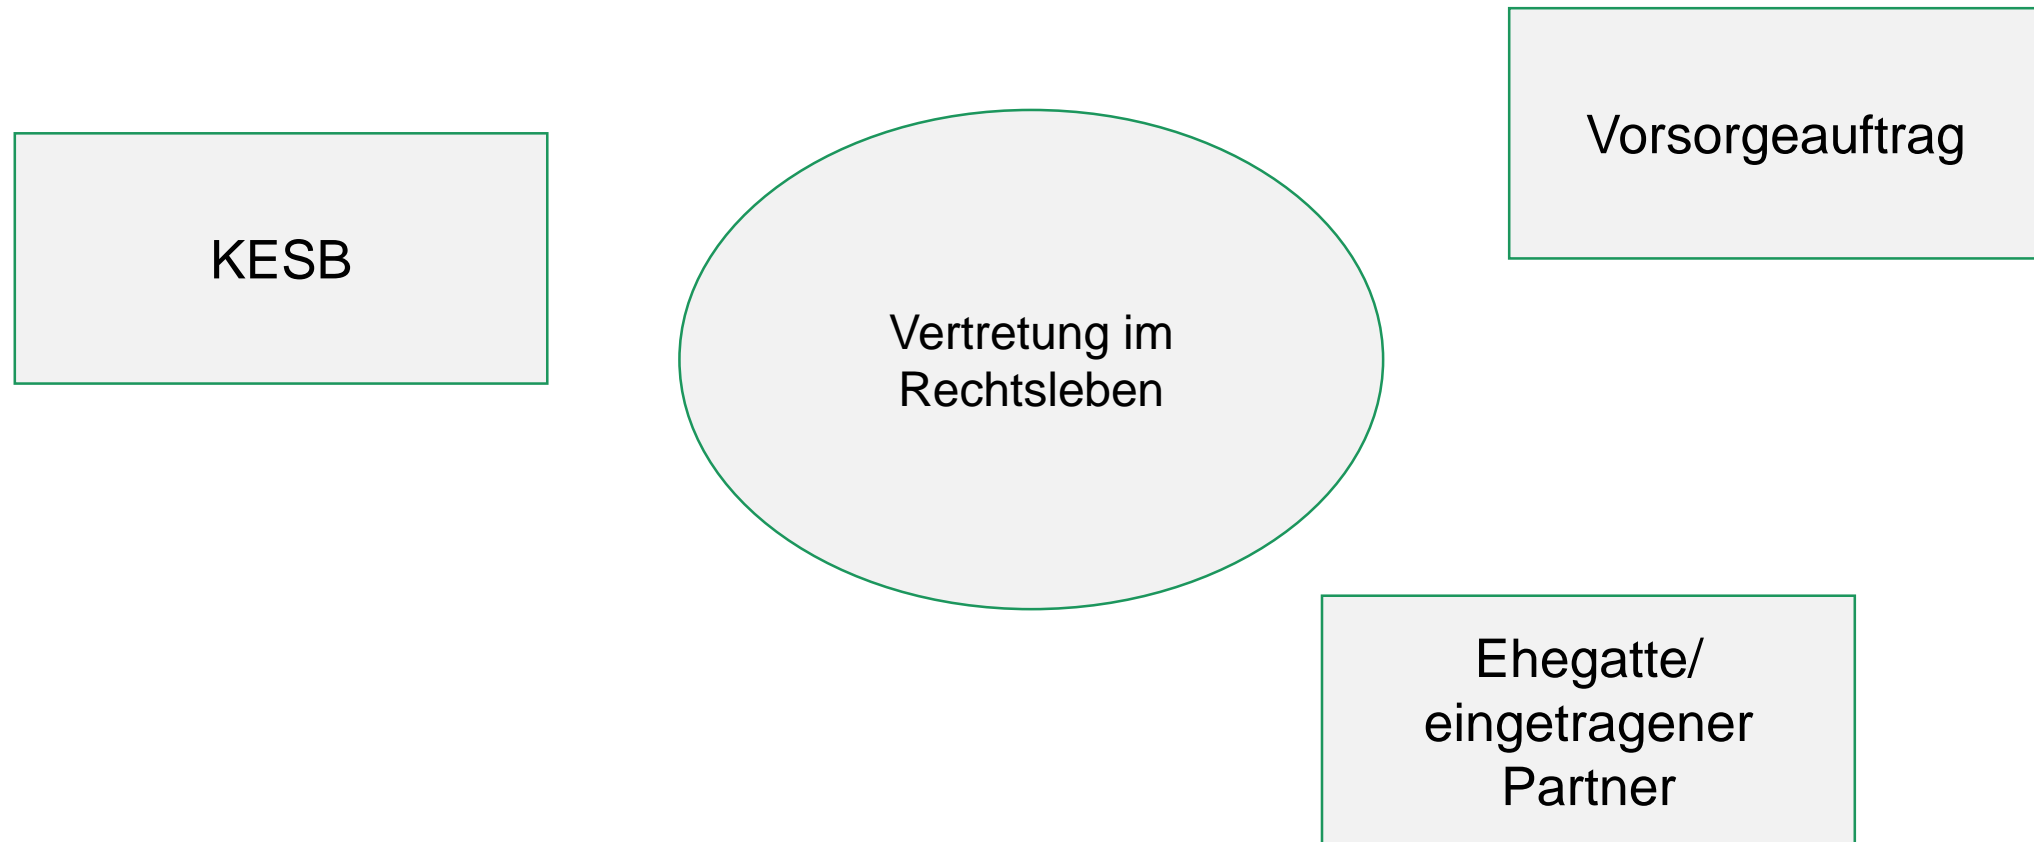 Vorsorgeauftrag
KESB
Vertretung im
Rechtsleben
Ehegatte/
eingetragener
Partner